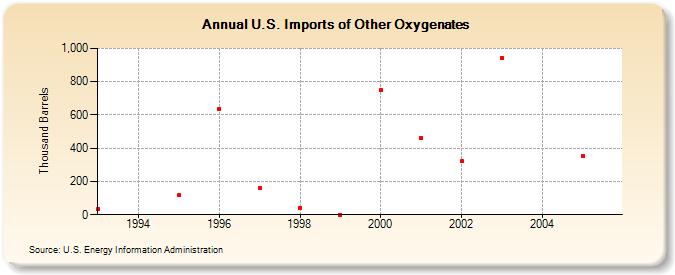 Annual U.S. Imports of Other Oxygenates
Thousand Barrels
1,000
800
600
400
200
0
1994 1996 1998 2000 2002 2004
Source: U.S. Energy Information Administration